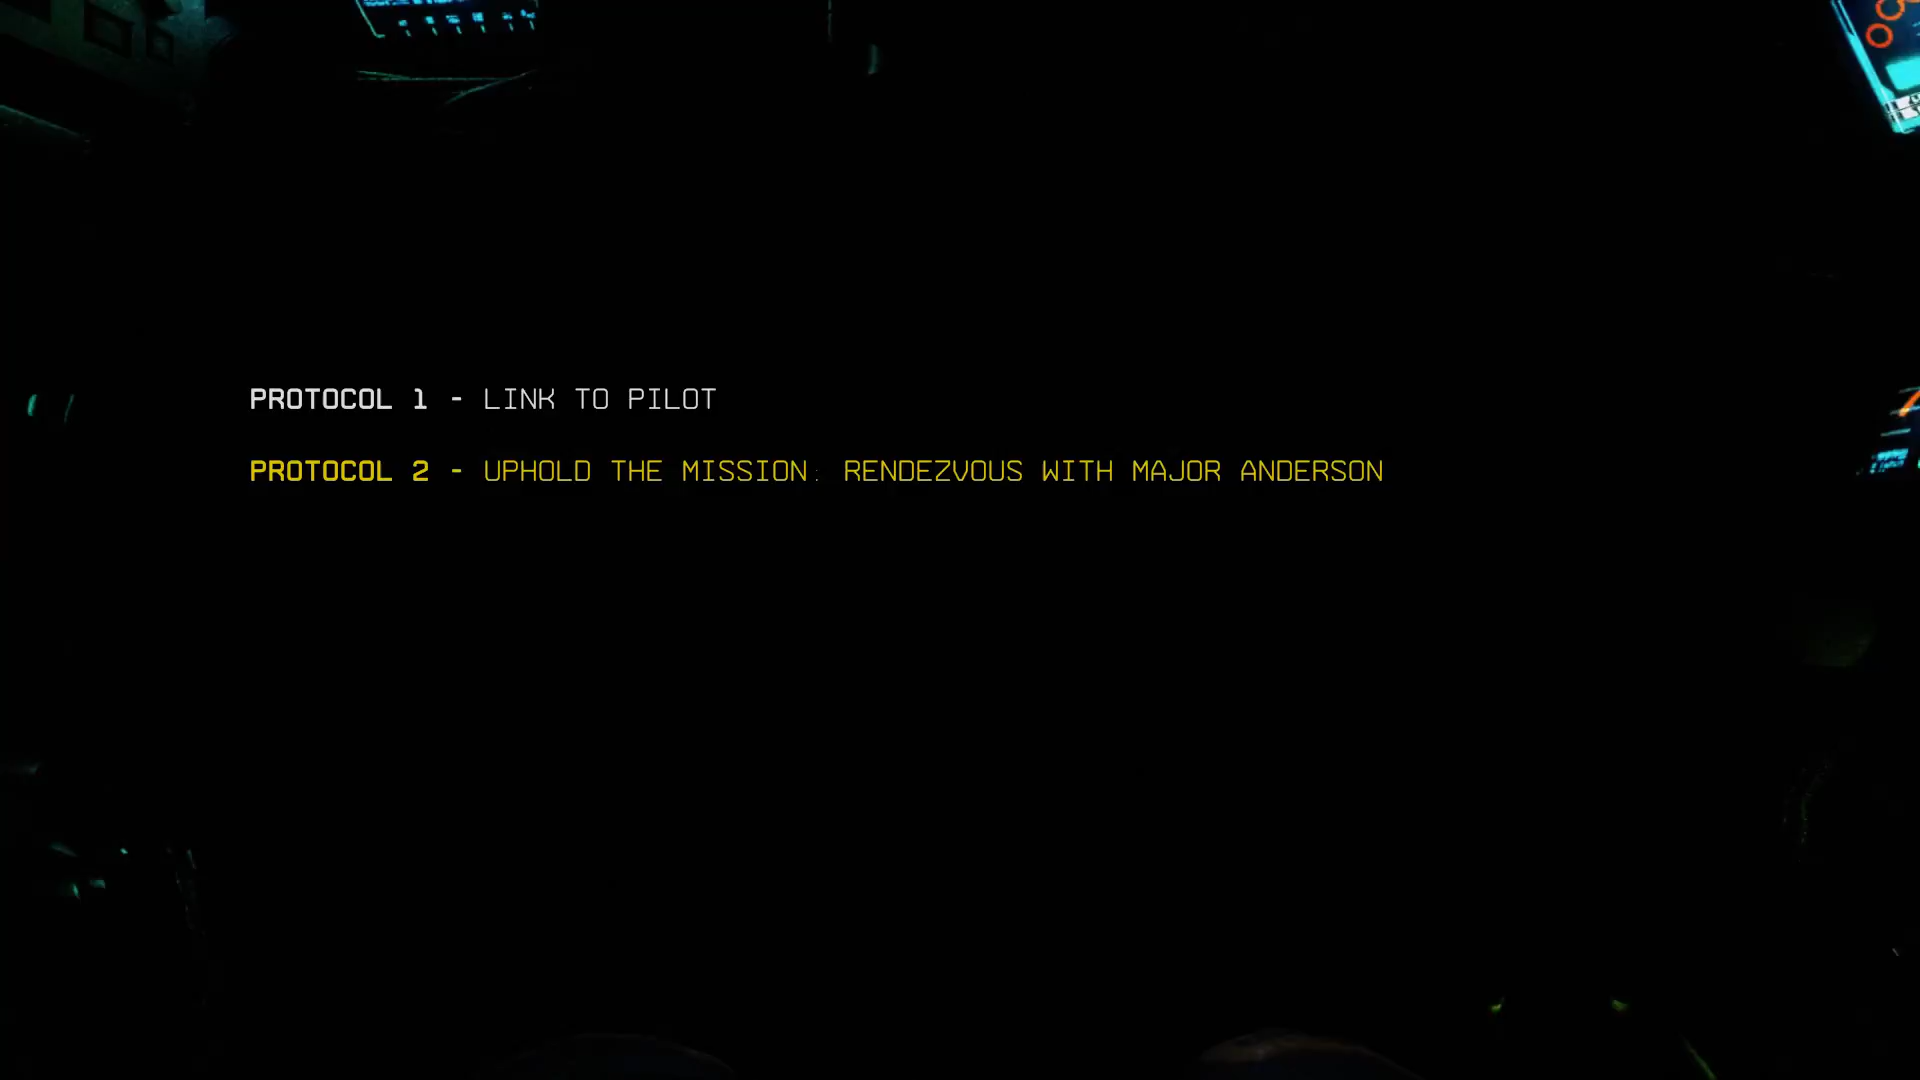 PROTOCOL 1 - LINK TO PILOT
PROTOCOL 2 - UPHOLD THE MISSION: RENDEZVOUS WITH MAJOR ANDERSON